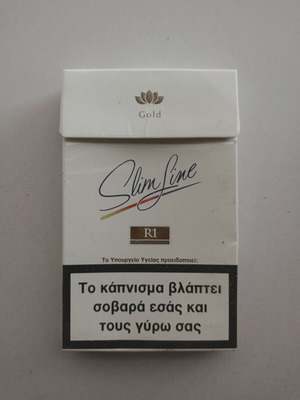 Gold
Slim Line
R1
Το Υπουργείο Υγείας προειδοποιεί:
Το κάπνισμα βλάπτει
σοβαρά εσάς και
τους γύρω σας